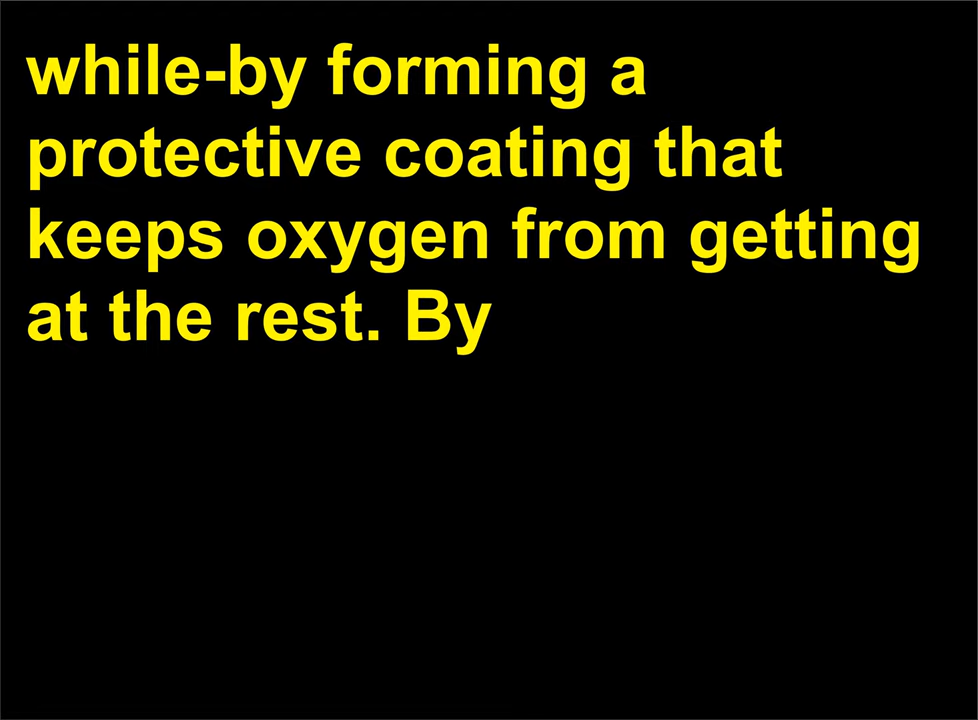 while-by forming a
protective coating that
keeps oxygen from getting
at the rest. By